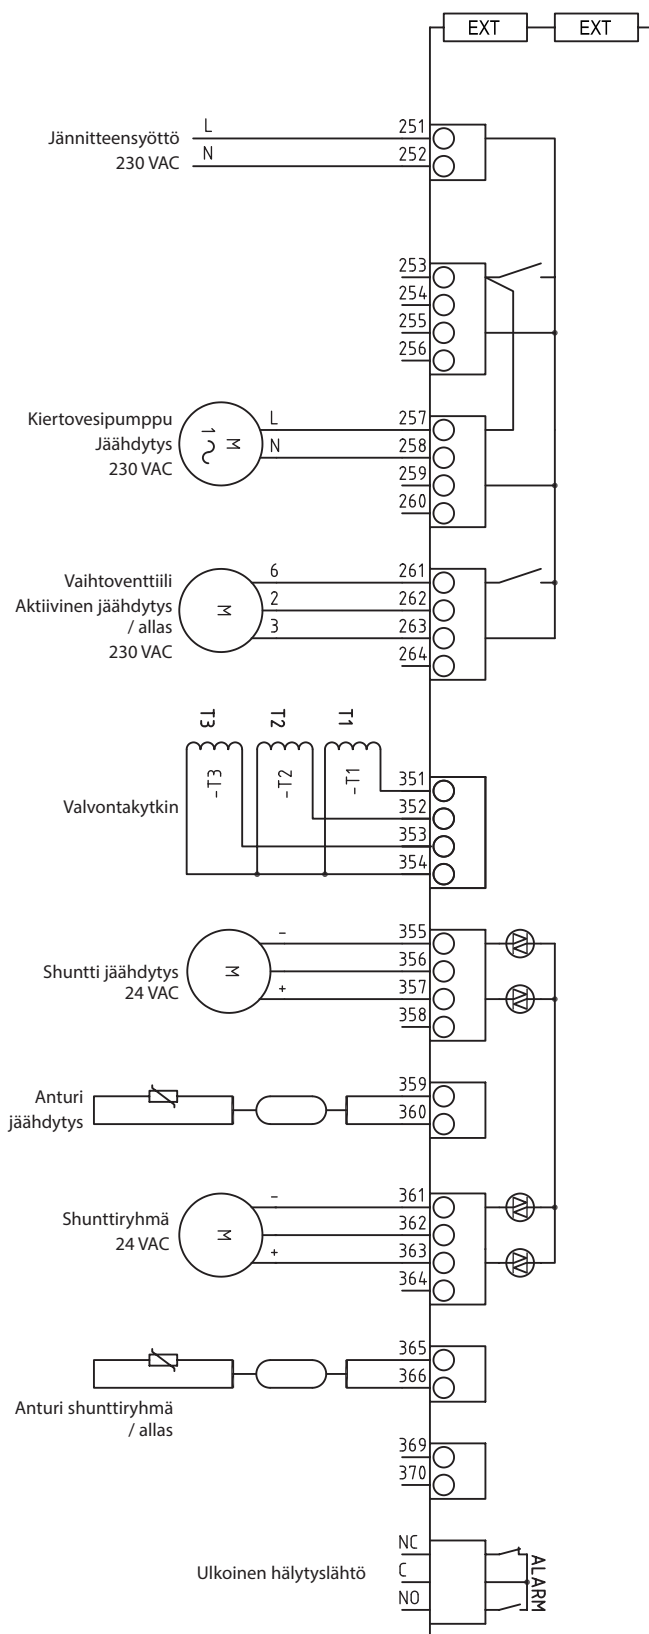 EXT EXT
Jännitteensyöttö
230 VAC
L
N
251
252
253
254
255
256
Kiertovesipumppu
Jäähdytys
230 VAC
M
1
L
N
257
258
259
260
Vaihtoventtiili
Aktiivinen jäähdytys
/ allas
230 VAC
M
6
2
3
261
262
263
264
T3 T2 T1
-T3 -T2 -T1
Valvontakytkin
351
352
353
354
Shuntti jäähdytys
24 VAC
M
-
+
355
356
357
358
Anturi
jäähdytys
359
360
Shunttiryhmä
24 VAC
M
-
+
361
362
363
364
365
366
Anturi shunttiryhmä
/ allas
369
370
Ulkoinen hälytyslähtö
NC
C
NO
ALARM